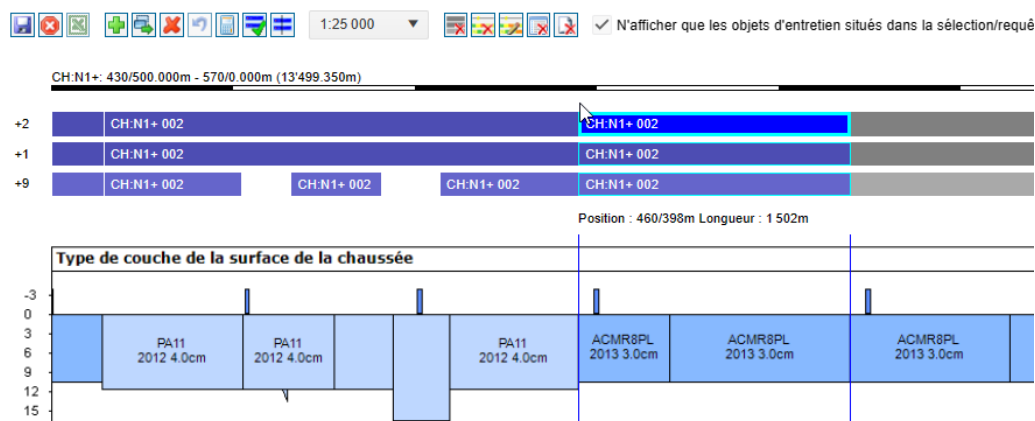 1:25 000
N'afficher que les objets d'entretien situés dans la sélection/requê
CH:N1+: 430/500.000m - 570/0.000m (13'499.350m)
+2 CH:N1+ 002 CH:N1+ 002
+1 CH:N1+ 002 CH:N1+ 002
+9 CH:N1+ 002 CH:N1+ 002 CH:N1+ 002 CH:N1+ 002
Position : 460/398m Longueur : 1 502m
Type de couche de la surface de la chaussée
-3
0
3
6
9
12
15
PA11
2012 4.0cm
PA11
2012 4.0cm
PA11
2012 4.0cm
ACMR8PL
2013 3.0cm
ACMR8PL
2013 3.0cm
ACMR8PL
2013 3.0cm